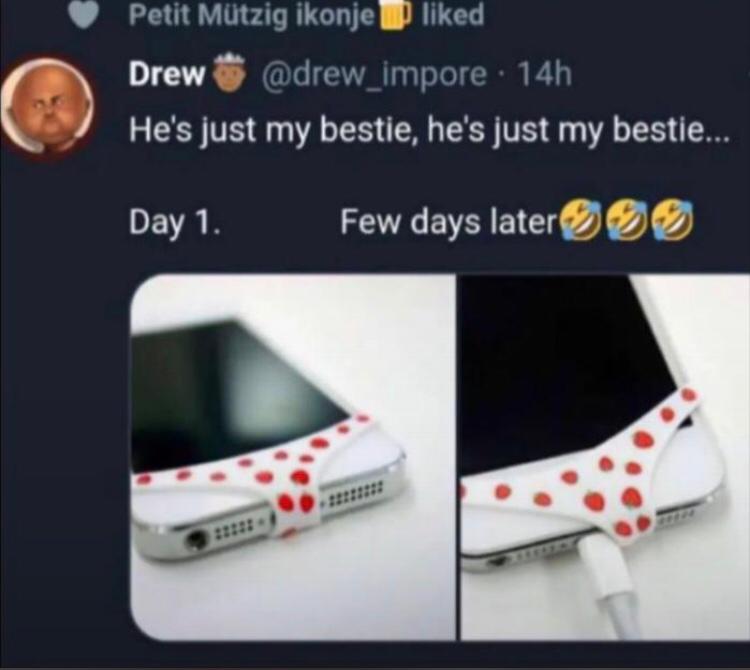 Petit Mützig ikonje🍺 liked
Drew @drew_impore · 14h
He's just my bestie, he's just my bestie...
Day 1. Few days later🤣🤣🤣